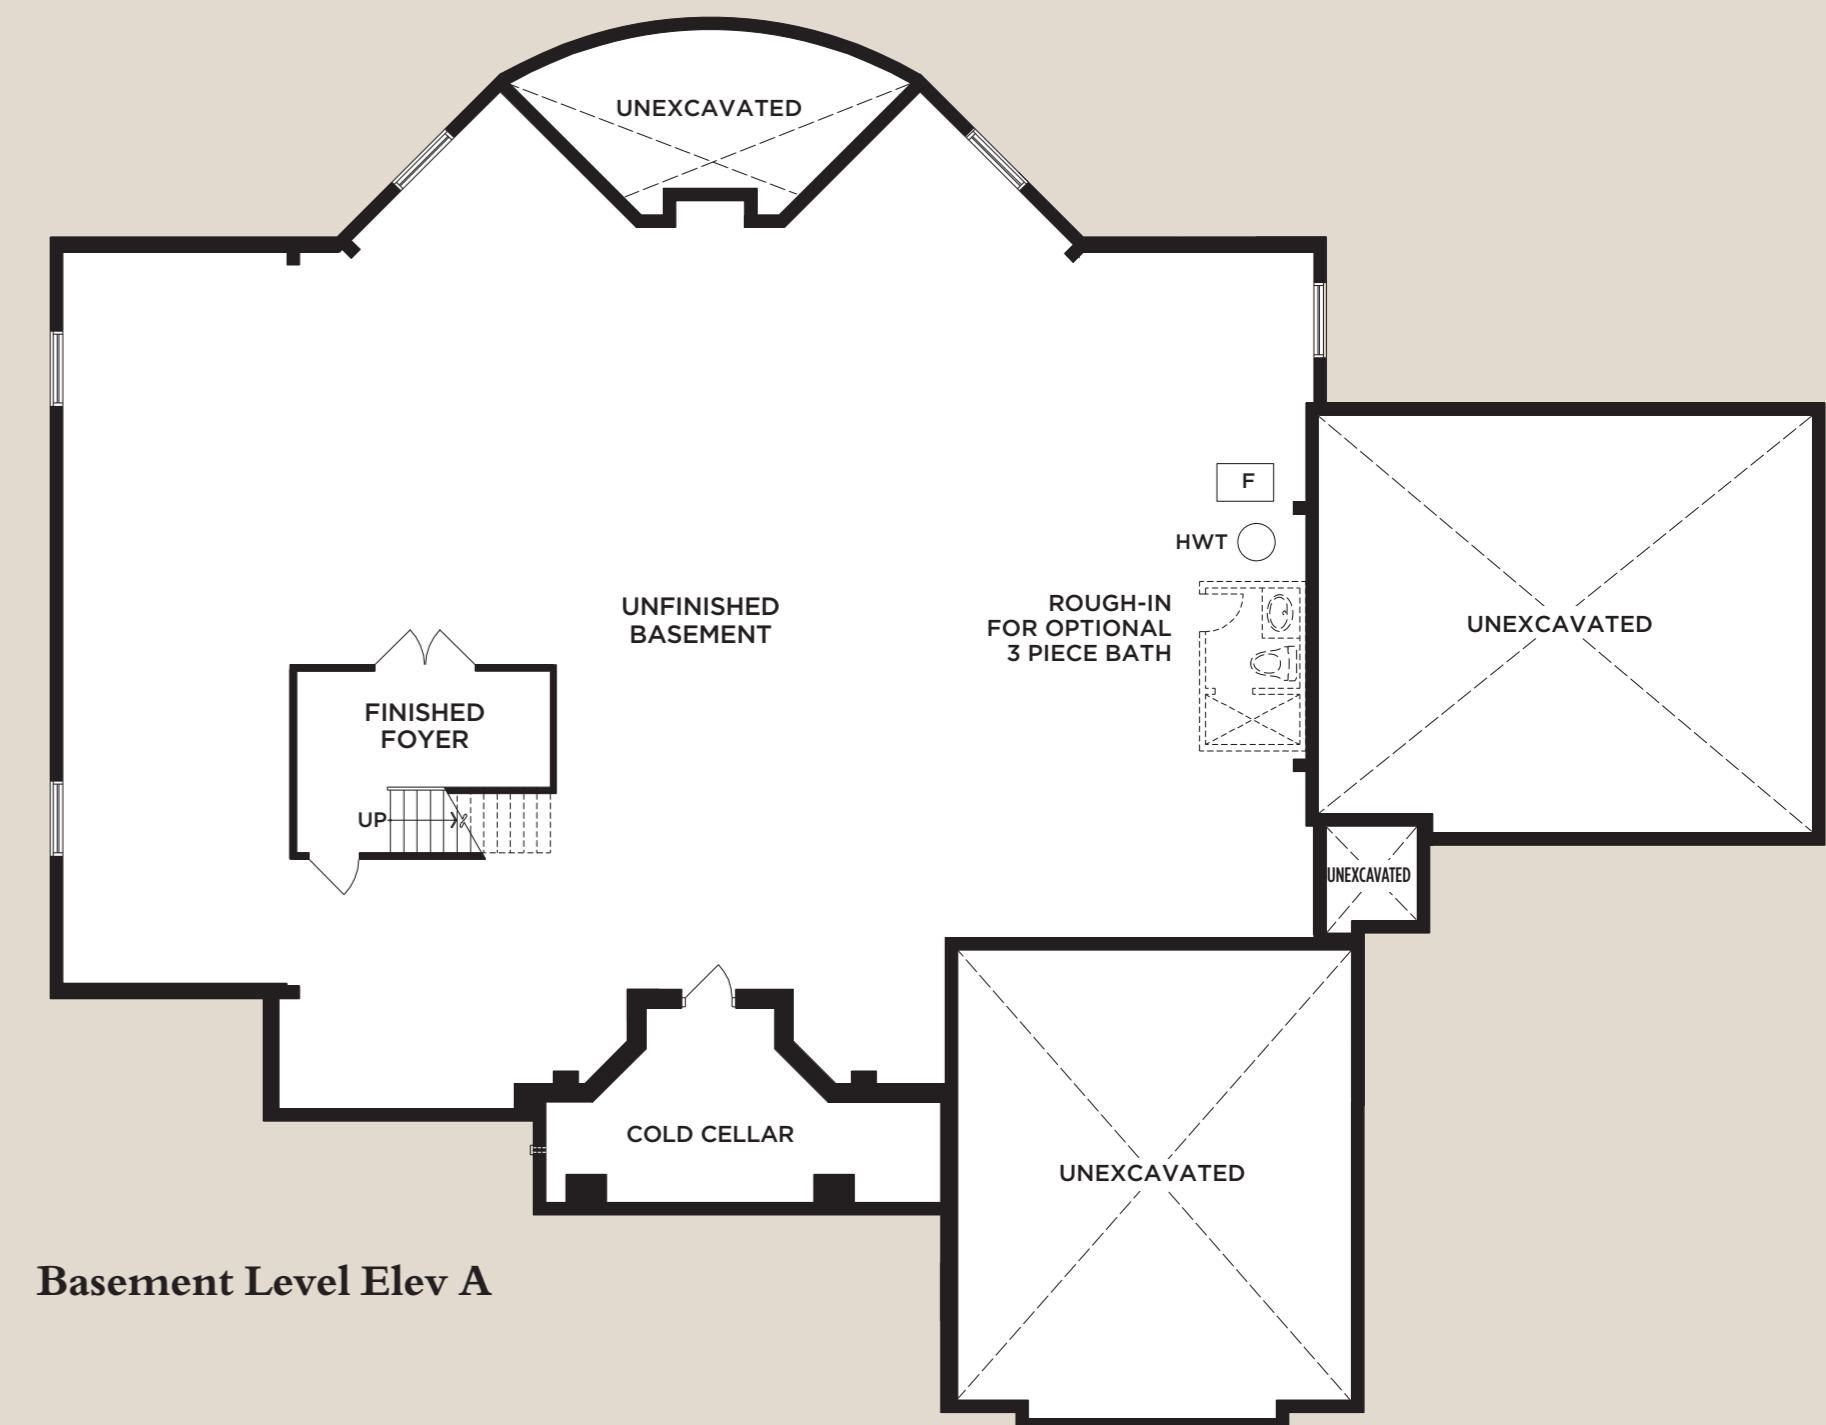 UNEXCAVATED
F
HWT
UNFINISHED
BASEMENT
ROUGH-IN
FOR OPTIONAL
3 PIECE BATH
UNEXCAVATED
FINISHED
FOYER
UP
UNEXCAVATED
COLD CELLAR
UNEXCAVATED
Basement Level Elev A